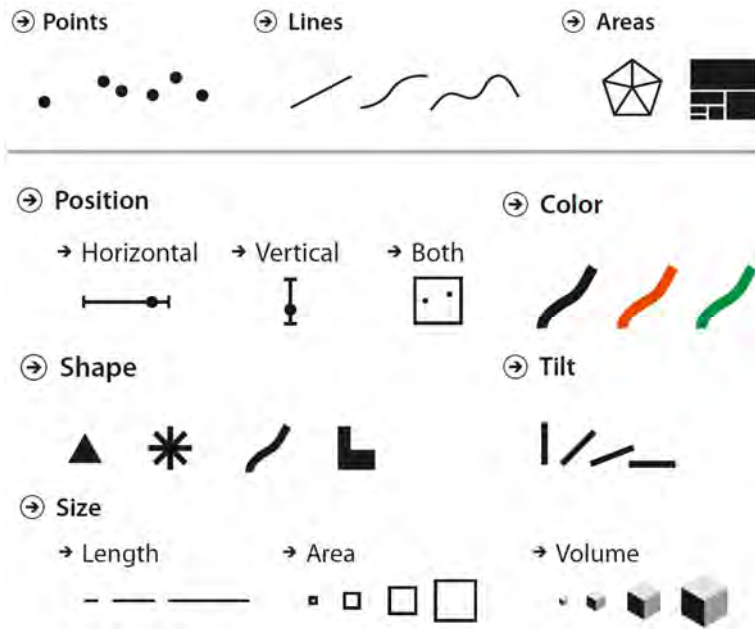 Points
Lines
Areas
Position
Color
Horizontal
Vertical
Both
Shape
Tilt
Size
Length
Area
Volume